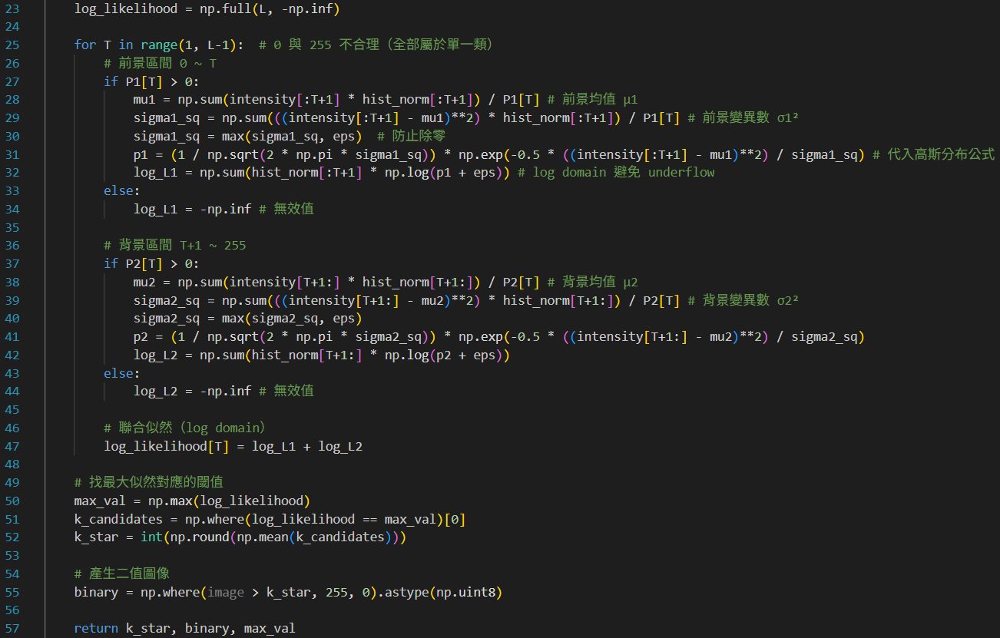 23 log_likelihood = np.full(L, -np.inf)
24
25 for T in range(1, L-1):  # 0 與 255 不合理（全部屬於單一類）
26 # 前景區間 0 ~ T
27 if P1[T] > 0:
28 mu1 = np.sum(intensity[:T+1] * hist_norm[:T+1]) / P1[T] # 前景均值 μ1
29 sigma1_sq = np.sum(((intensity[:T+1] - mu1)**2) * hist_norm[:T+1]) / P1[T] # 前景變異數 σ1²
30 sigma1_sq = max(sigma1_sq, eps)  # 防止除零
31 p1 = (1 / np.sqrt(2 * np.pi * sigma1_sq)) * np.exp(-0.5 * ((intensity[:T+1] - mu1)**2) / sigma1_sq) # 代入高斯分布公式
32 log_L1 = np.sum(hist_norm[:T+1] * np.log(p1 + eps)) # log domain 避免 underflow
33 else:
34 log_L1 = -np.inf # 無效值
35
36 # 背景區間 T+1 ~ 255
37 if P2[T] > 0:
38 mu2 = np.sum(intensity[T+1:] * hist_norm[T+1:]) / P2[T] # 背景均值 μ2
39 sigma2_sq = np.sum(((intensity[T+1:] - mu2)**2) * hist_norm[T+1:]) / P2[T] # 背景變異數 σ2²
40 sigma2_sq = max(sigma2_sq, eps)
41 p2 = (1 / np.sqrt(2 * np.pi * sigma2_sq)) * np.exp(-0.5 * ((intensity[T+1:] - mu2)**2) / sigma2_sq)
42 log_L2 = np.sum(hist_norm[T+1:] * np.log(p2 + eps))
43 else:
44 log_L2 = -np.inf # 無效值
45
46 # 聯合似然（log domain）
47 log_likelihood[T] = log_L1 + log_L2
48
49 # 找最大似然對應的閾值
50 max_val = np.max(log_likelihood)
51 k_candidates = np.where(log_likelihood == max_val)[0]
52 k_star = int(np.round(np.mean(k_candidates)))
53
54 # 產生二值圖像
55 binary = np.where(image > k_star, 255, 0).astype(np.uint8)
56
57 return k_star, binary, max_val